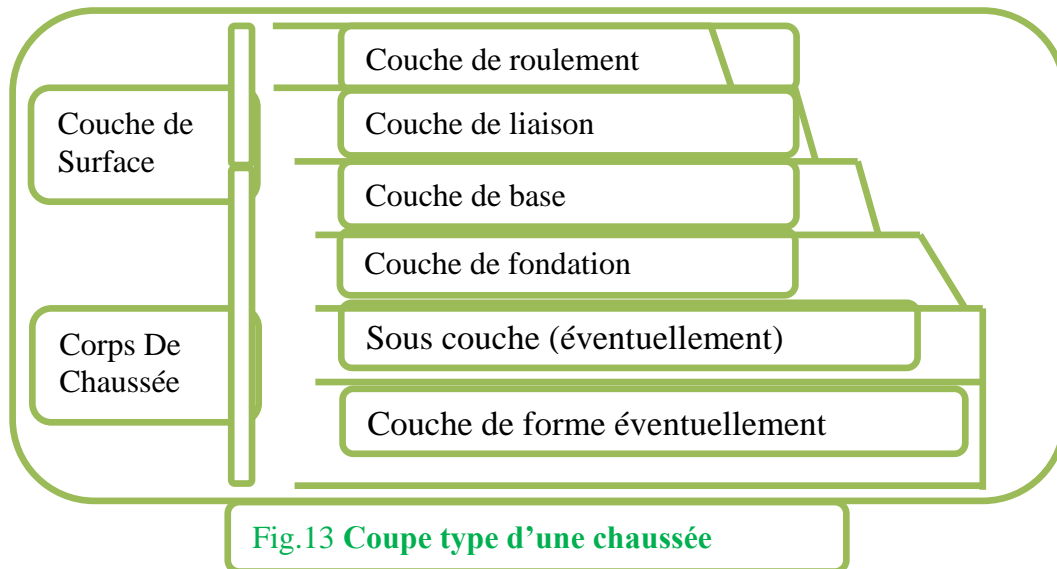 Couche de roulement
Couche de
Surface
Couche de liaison
Couche de base
Couche de fondation
Corps De
Chaussée
Sous couche (éventuellement)
Couche de forme éventuellement
Fig.13 Coupe type d’une chaussée